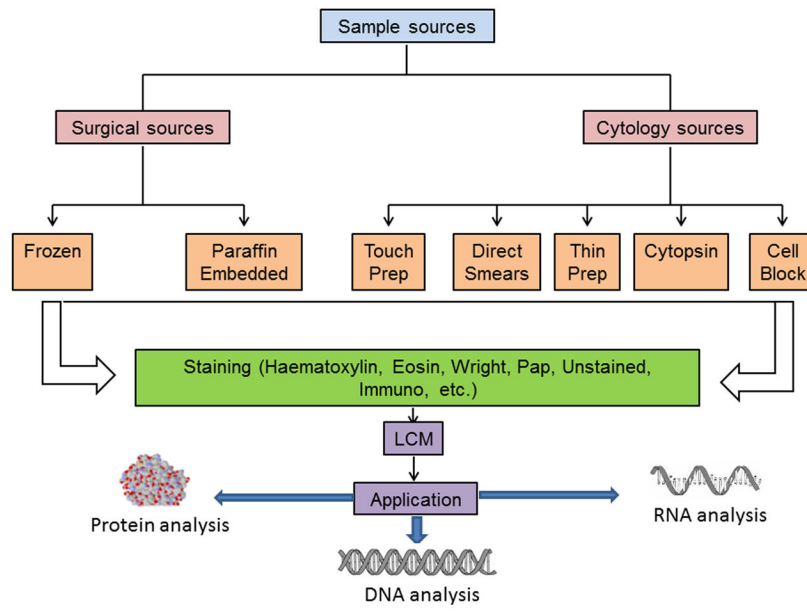 Sample sources
Surgical sources
Cytology sources
Frozen
Paraffin
Embedded
Touch
Prep
Direct
Smears
Thin
Prep
Cytopsin
Cell
Block
Staining (Haematoxylin, Eosin, Wright, Pap, Unstained,
Immuno, etc.)
LCM
Application
Protein analysis
RNA analysis
DNA analysis